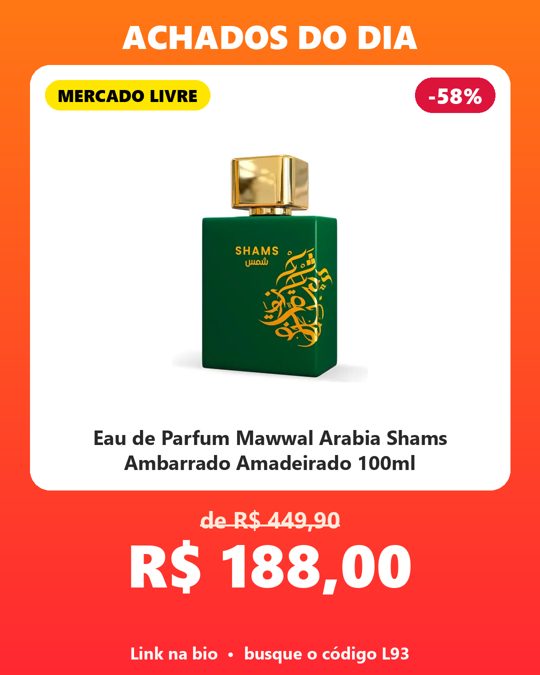 ACHADOS DO DIA
MERCADO LIVRE
-58%
SHAMS
شمس
Eau de Parfum Mawwal Arabia Shams
Ambarrado Amadeirado 100ml
de R$ 449,90
R$ 188,00
Link na bio • busque o código L93